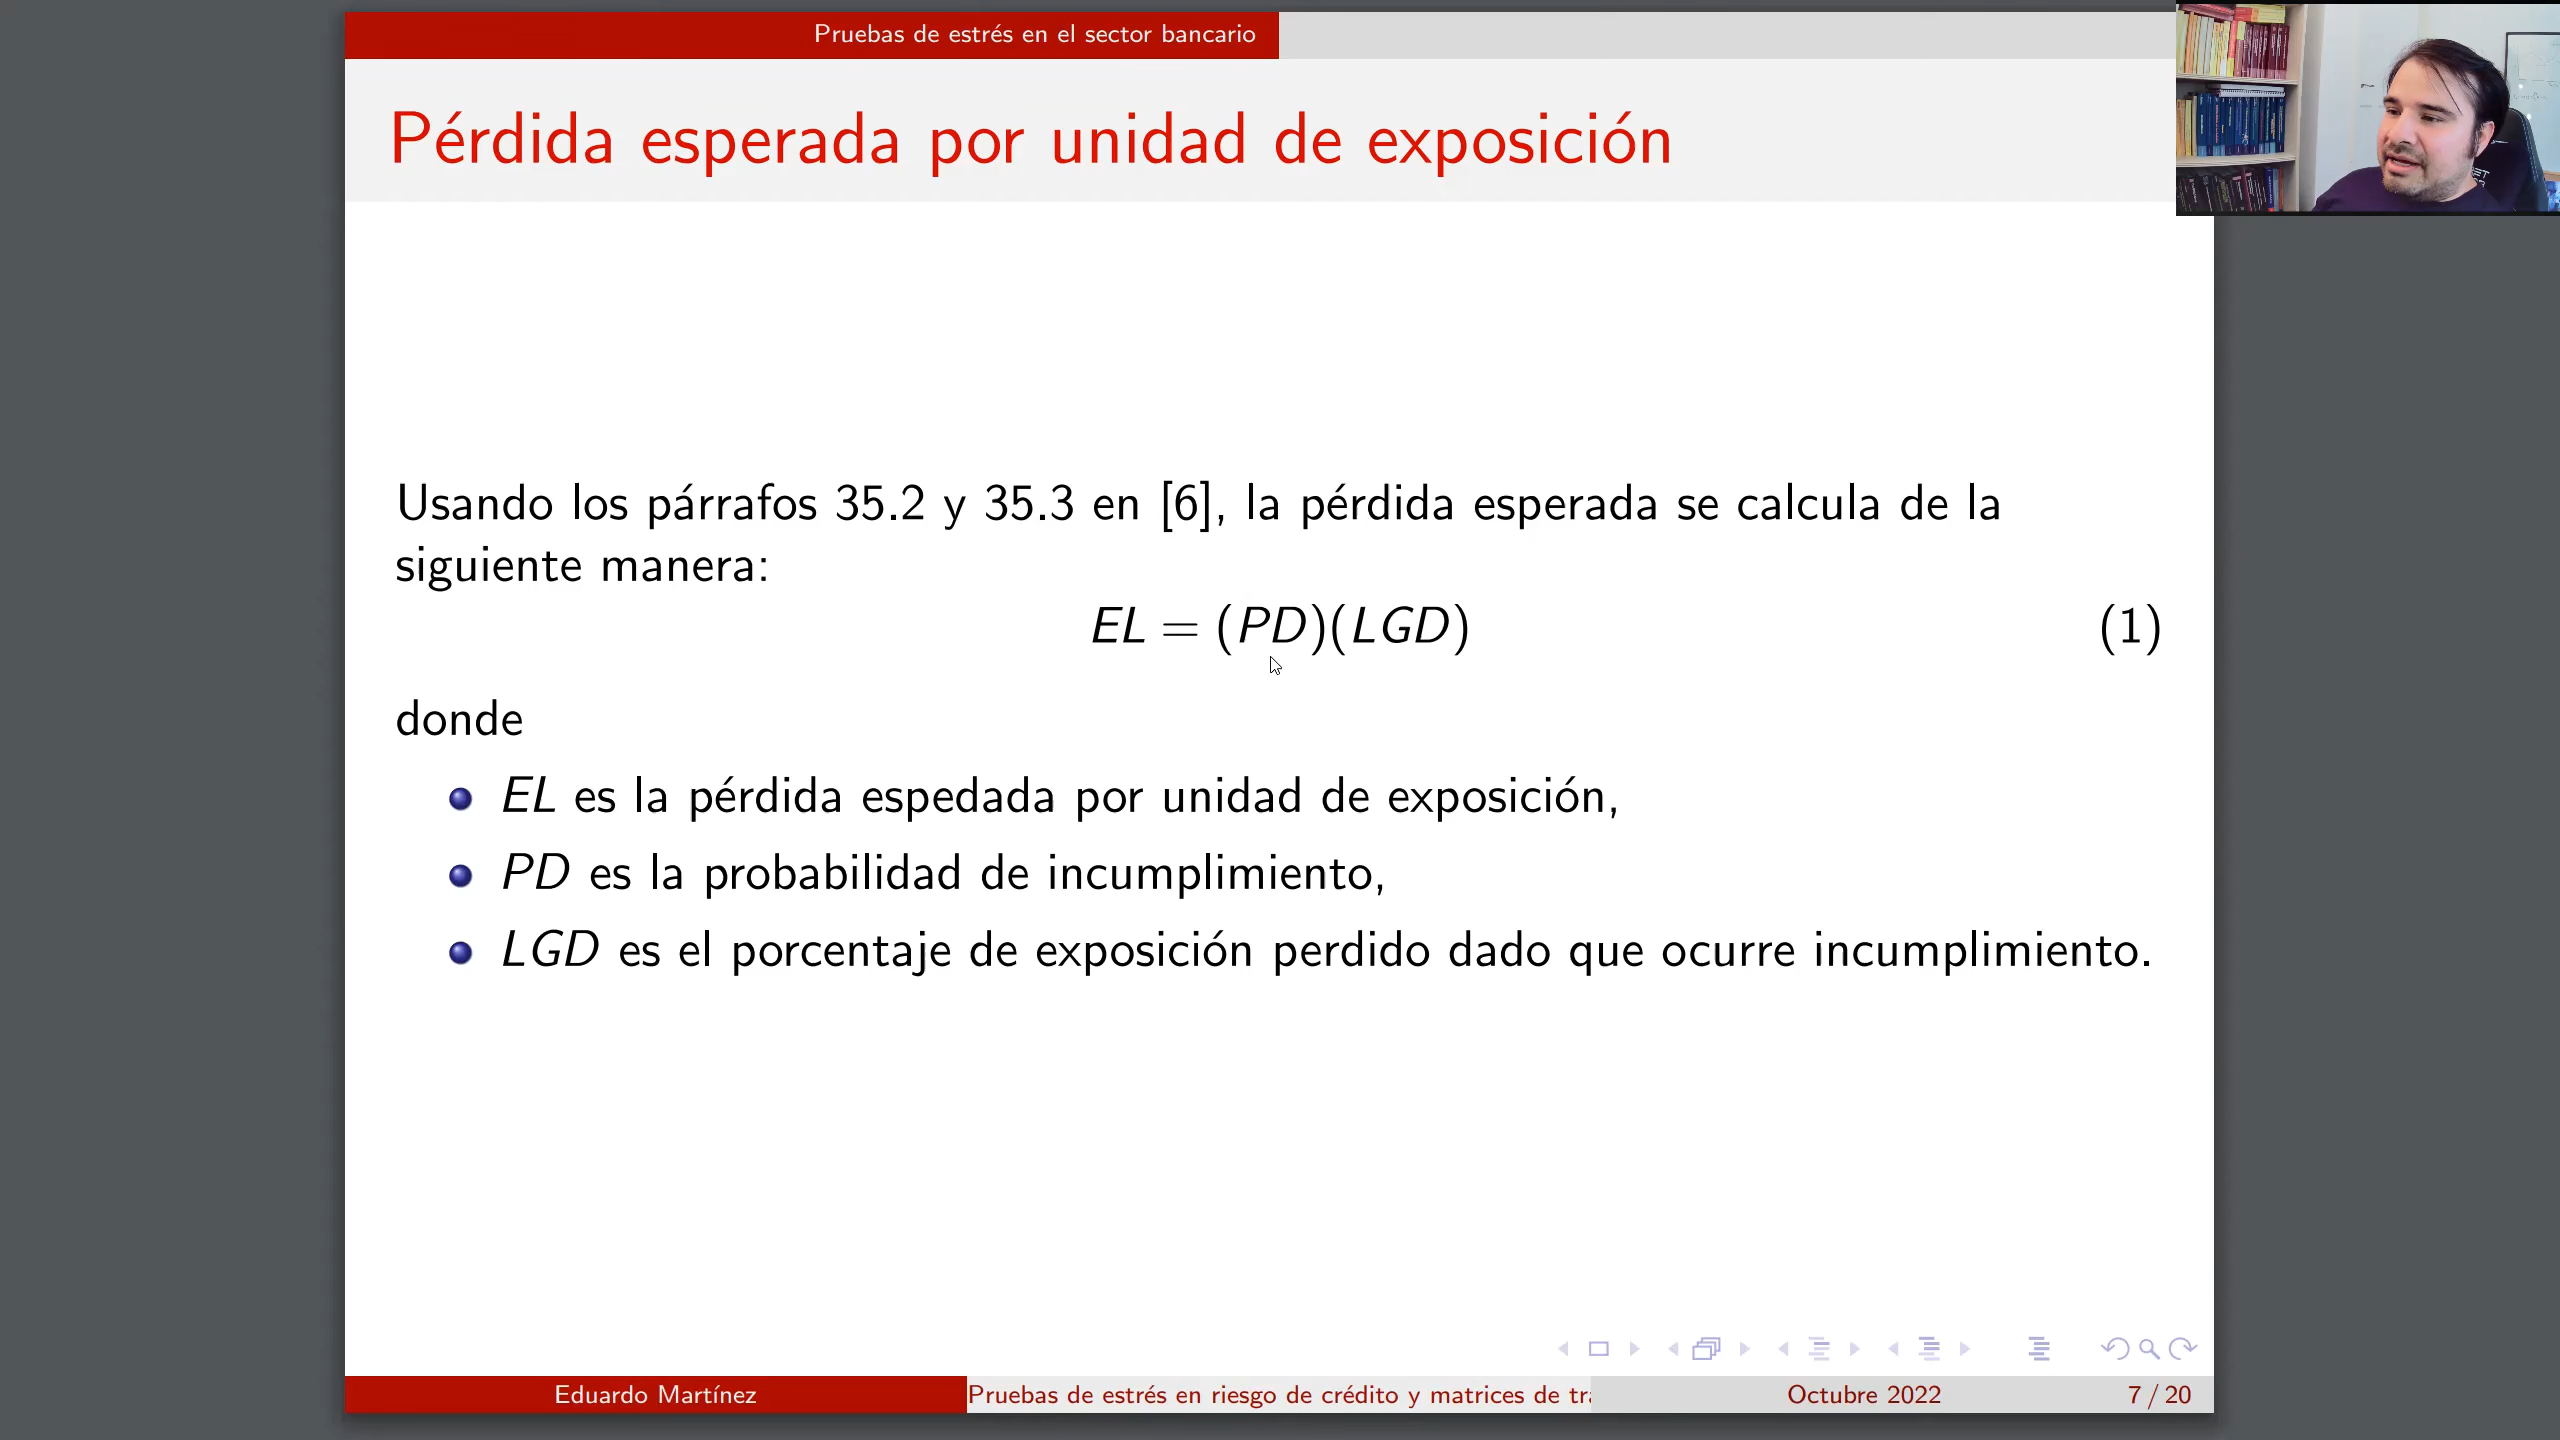 Pruebas de estrés en el sector bancario
Pérdida esperada por unidad de exposición
Usando los párrafos 35.2 y 35.3 en [6], la pérdida esperada se calcula de la
siguiente manera:
EL = (PD)(LGD) (1)
donde
EL es la pérdida espedada por unidad de exposición,
PD es la probabilidad de incumplimiento,
LGD es el porcentaje de exposición perdido dado que ocurre incumplimiento.
Eduardo Martínez Pruebas de estrés en riesgo de crédito y matrices de tra Octubre 2022 7 / 20